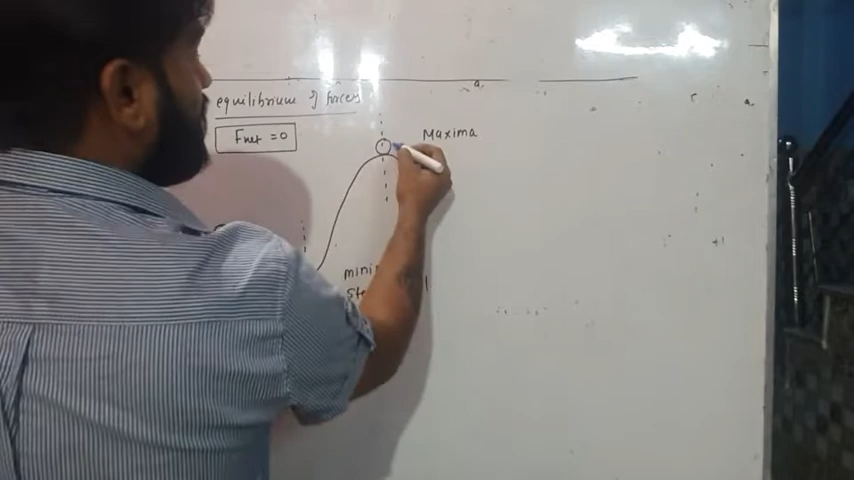 equilibrium of forces
Fnet = 0
Maxima